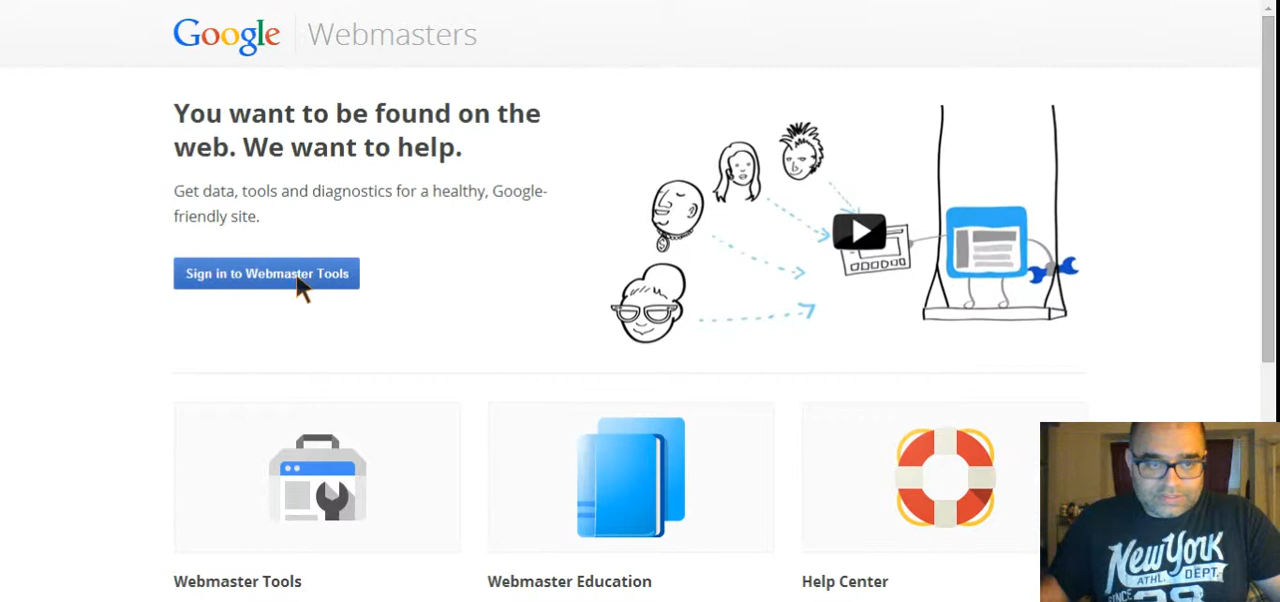 Google Webmasters
You want to be found on the
web. We want to help.
Get data, tools and diagnostics for a healthy, Google-
friendly site.
Sign in to Webmaster Tools
Webmaster Tools
Webmaster Education
Help Center
NEW YORK
ATHL. DEPT.
SINCE